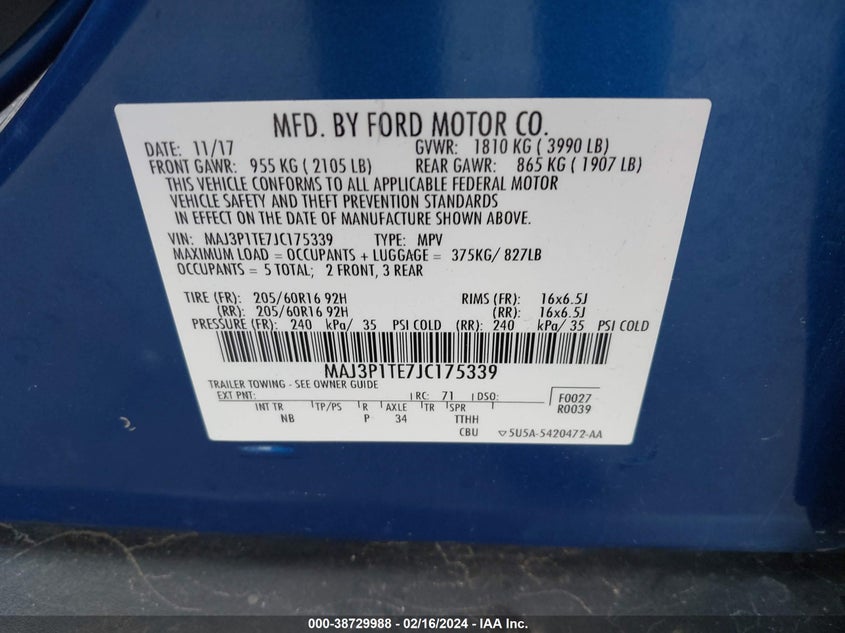 MFD. BY FORD MOTOR CO.
DATE: 11/17 GVWR: 1810 KG ( 3990 LB)
FRONT GAWR: 955 KG ( 2105 LB) REAR GAWR: 865 KG ( 1907 LB)
THIS VEHICLE CONFORMS TO ALL APPLICABLE FEDERAL MOTOR
VEHICLE SAFETY AND THEFT PREVENTION STANDARDS
IN EFFECT ON THE DATE OF MANUFACTURE SHOWN ABOVE.
VIN: MAJ3P1TE7JC175339 TYPE: MPV
MAXIMUM LOAD = OCCUPANTS + LUGGAGE = 375KG/ 827LB
OCCUPANTS = 5 TOTAL; 2 FRONT, 3 REAR
TIRE (FR): 205/60R16 92H RIMS (FR): 16x6.5J
(RR): 205/60R16 92H (RR): 16x6.5J
PRESSURE (FR): 240 kPa/ 35 PSI COLD (RR): 240 kPa/ 35 PSI COLD
MAJ3P1TE7JC175339
TRAILER TOWING - SEE OWNER GUIDE
EXT PNT: RC: 71 DSO: F0027
INT TR TP/PS R AXLE TR SPR R0039
NB P 34 TTHH
CBU 5U5A-5420472-AA
000-38729988 - 02/16/2024 - IAA Inc.